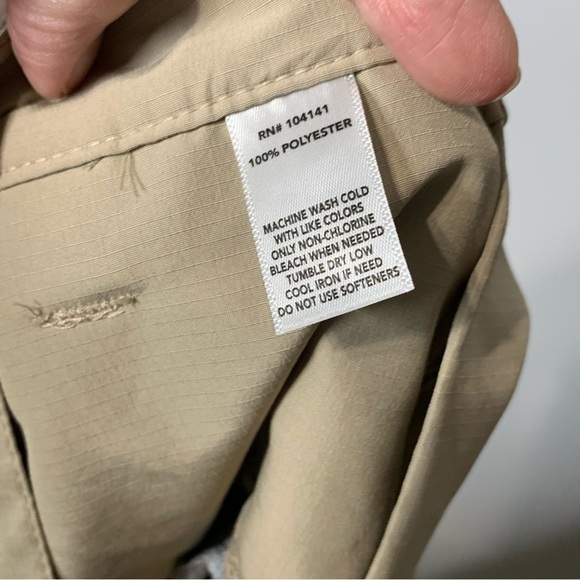 RN# 104141
100% POLYESTER
MACHINE WASH COLD
WITH LIKE COLORS
ONLY NON-CHLORINE
BLEACH WHEN NEEDED
TUMBLE DRY LOW
COOL IRON IF NEED
DO NOT USE SOFTENERS